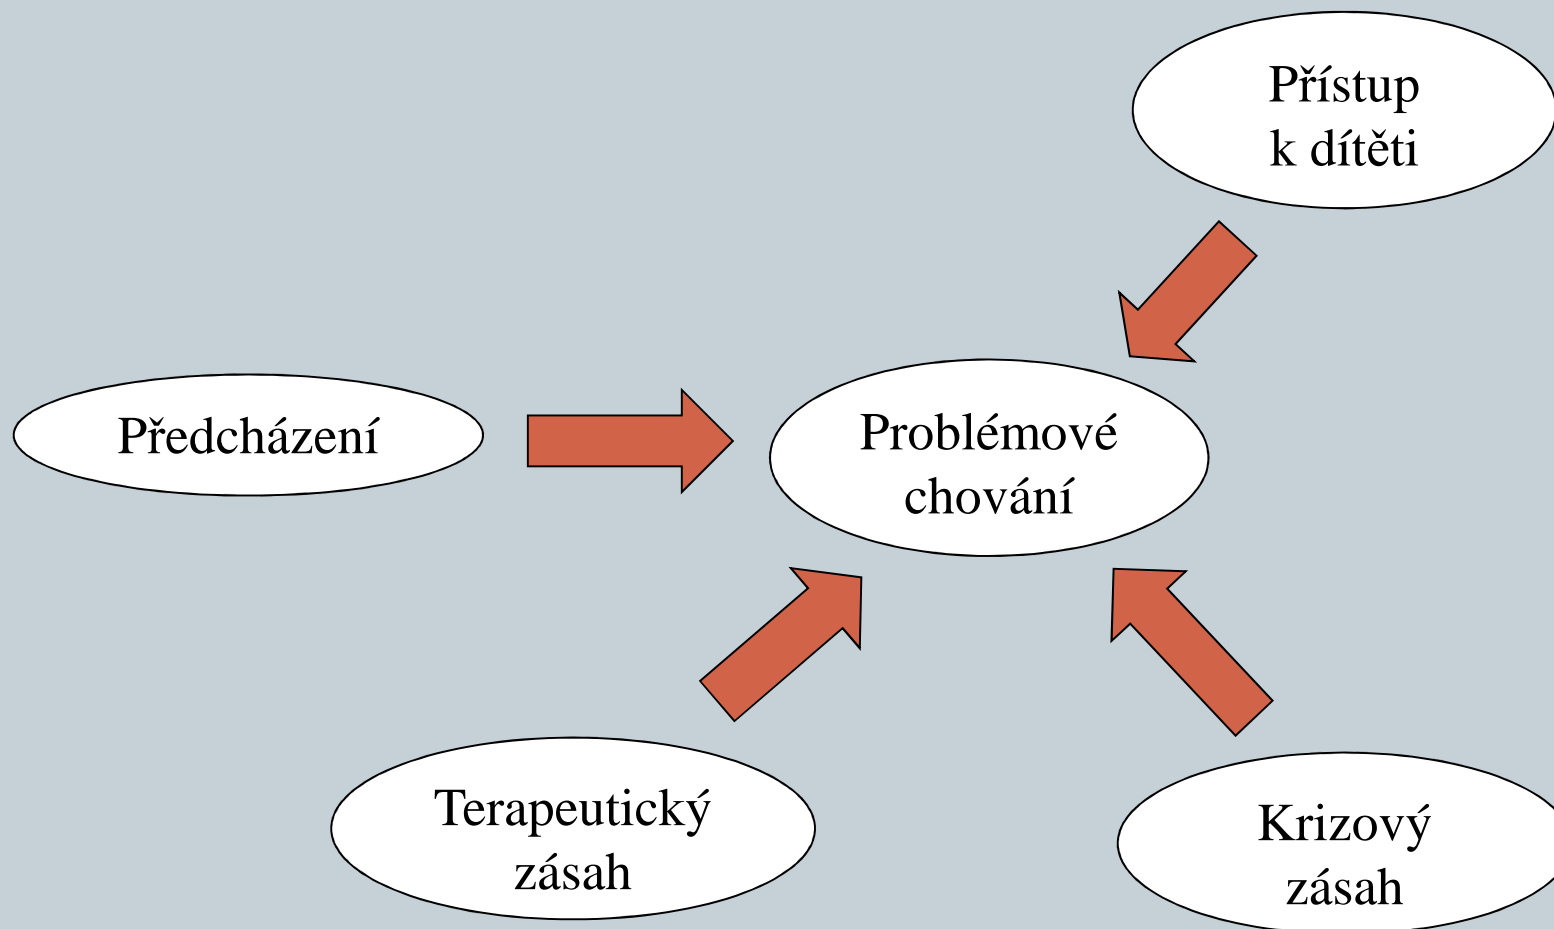 Přístup
k dítěti
Předcházení
Problémové
chování
Terapeutický
zásah
Krizový
zásah